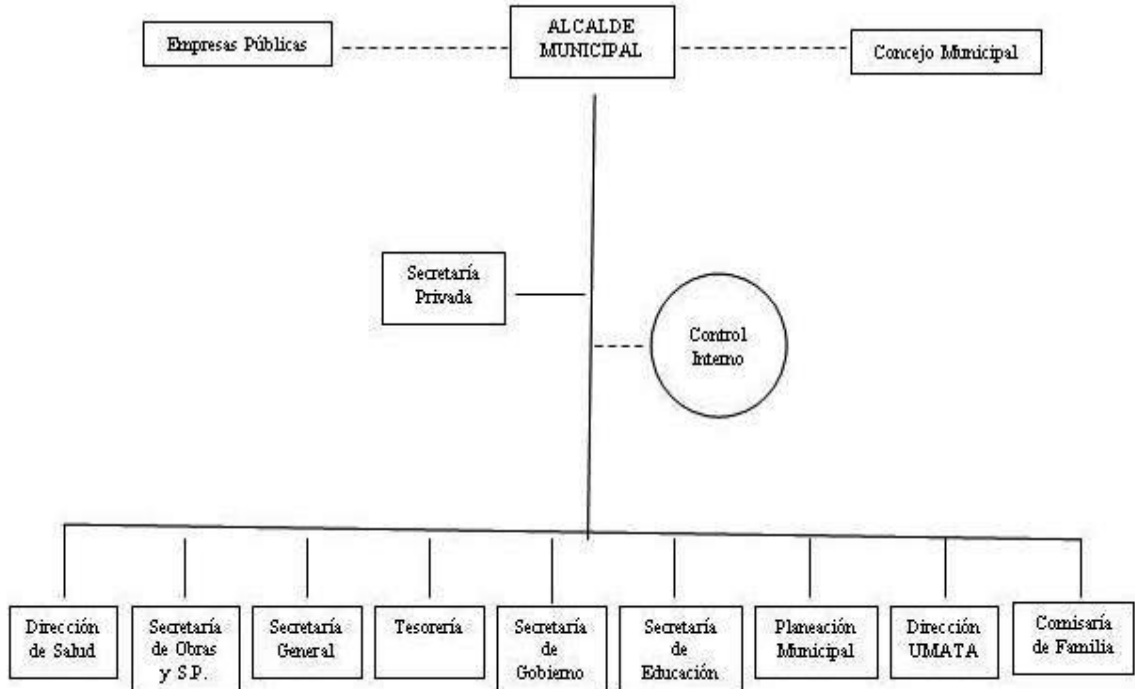 Empresas Públicas
ALCALDE
MUNICIPAL
Concejo Municipal
Secretaría
Privada
Control
Interno
Dirección
de Salud
Secretaría
de Obras
y S.P.
Secretaría
General
Tesorería
Secretaría
de
Gobierno
Secretaría
de
Educación
Planeación
Municipal
Dirección
UMATA
Comisaría
de Familia